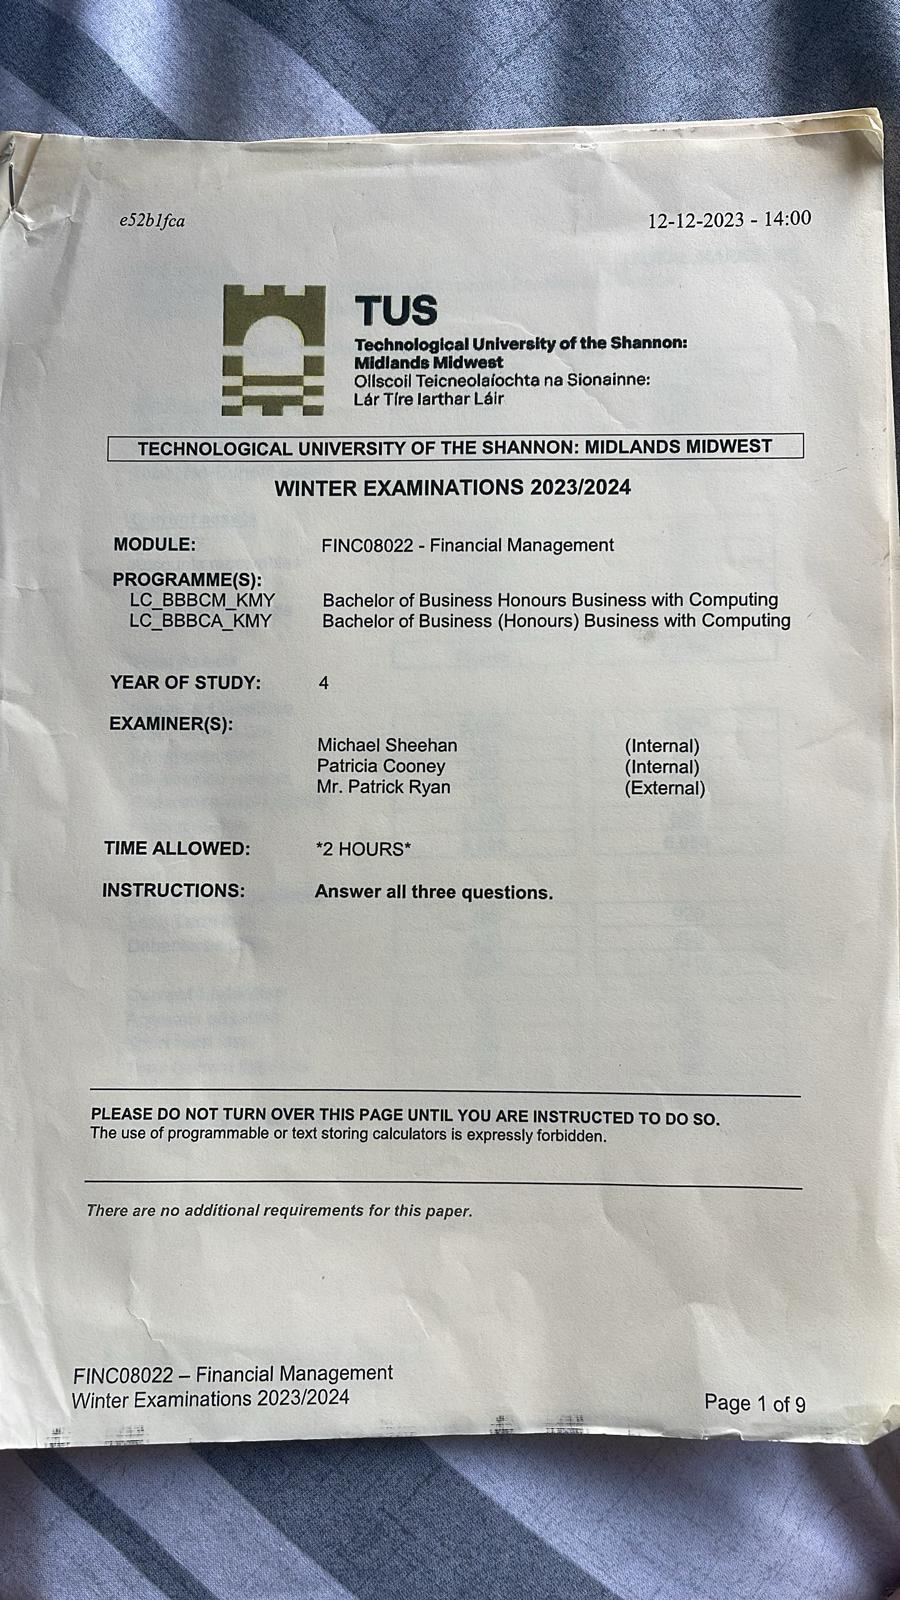 e52b1fca
12-12-2023 - 14:00
TUS
Technological University of the Shannon:
Midlands Midwest
Ollscoil Teicneolaíochta na Sionainne:
Lár Tíre Iarthar Láir
TECHNOLOGICAL UNIVERSITY OF THE SHANNON: MIDLANDS MIDWEST
WINTER EXAMINATIONS 2023/2024
MODULE: FINC08022 - Financial Management
PROGRAMME(S):
LC_BBBCM_KMY Bachelor of Business Honours Business with Computing
LC_BBBCA_KMY Bachelor of Business (Honours) Business with Computing
YEAR OF STUDY: 4
EXAMINER(S):
Michael Sheehan (Internal)
Patricia Cooney (Internal)
Mr. Patrick Ryan (External)
TIME ALLOWED: *2 HOURS*
INSTRUCTIONS: Answer all three questions.
PLEASE DO NOT TURN OVER THIS PAGE UNTIL YOU ARE INSTRUCTED TO DO SO.
The use of programmable or text storing calculators is expressly forbidden.
There are no additional requirements for this paper.
FINC08022 – Financial Management
Winter Examinations 2023/2024
Page 1 of 9